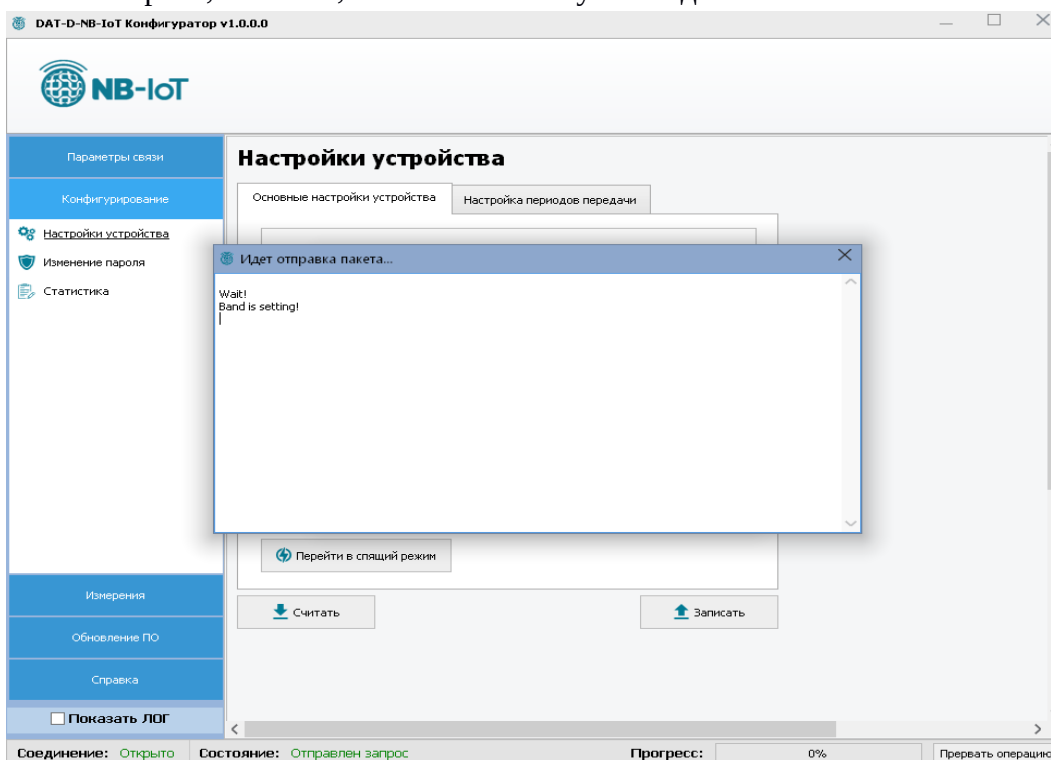 DAT-D-NB-IoT Конфигуратор v1.0.0.0
NB-IoT
Параметры связи
Конфигурирование
Настройки устройства
Изменение пароля
Статистика
Настройки устройства
Основные настройки устройства
Настройка периодов передачи
Идет отправка пакета...
Wait!
Band is setting!
Перейти в спящий режим
Считать
Записать
Измерения
Обновление ПО
Справка
Показать ЛОГ
Соединение: Открыто Состояние: Отправлен запрос Прогресс: 0% Прервать операцию